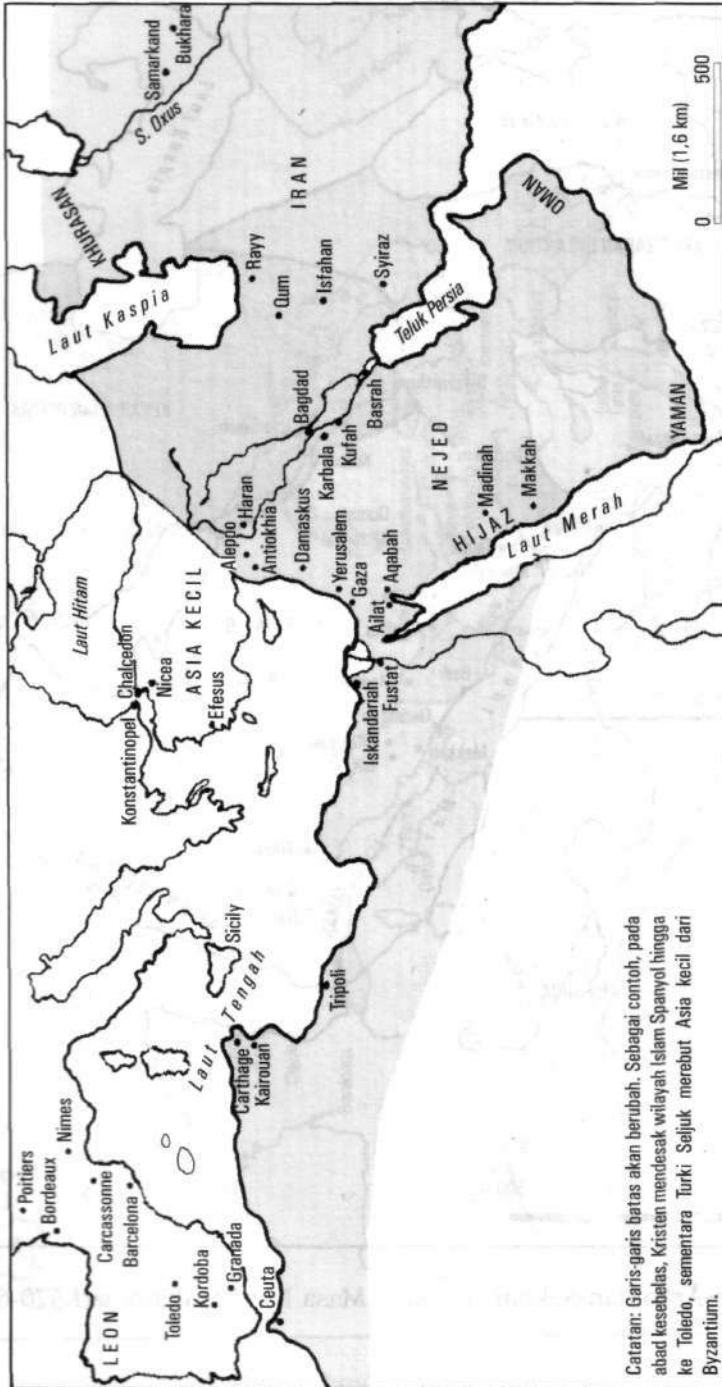 Poitiers
Bordeaux
Nimes
Carcassonne
Barcelona
LEON
Toledo
Kordoba
Granada
Ceuta
Sicily
Laut Tengah
Carthage
Kairouan
Tripoli
Laut Hitam
Konstantinopel
Chalcedon
Nicea
ASIA KECIL
Efesus
Iskandariah
Fustat
Aleppo
Haran
Antiokhia
Damaskus
Yerusalem
Gaza
Ailat
Aqabah
Laut Kaspia
KHURASAN
Samarkand
Bukhara
S. Oxus
IRAN
Rayy
Qum
Isfahan
Syiraz
Bagdad
Karbala
Kufah
Basrah
Teluk Persia
NEJED
HIJAZ
Madinah
Makkah
Laut Merah
YAMAN
OMAN
Mil (1,6 km)
0 500
Catatan: Garis-garis batas akan berubah. Sebagai contoh, pada
abad kesebelas, Kristen mendesak wilayah Islam Spanyol hingga
ke Toledo, sementara Turki Seljuk merebut Asia kecil dari
Byzantium.